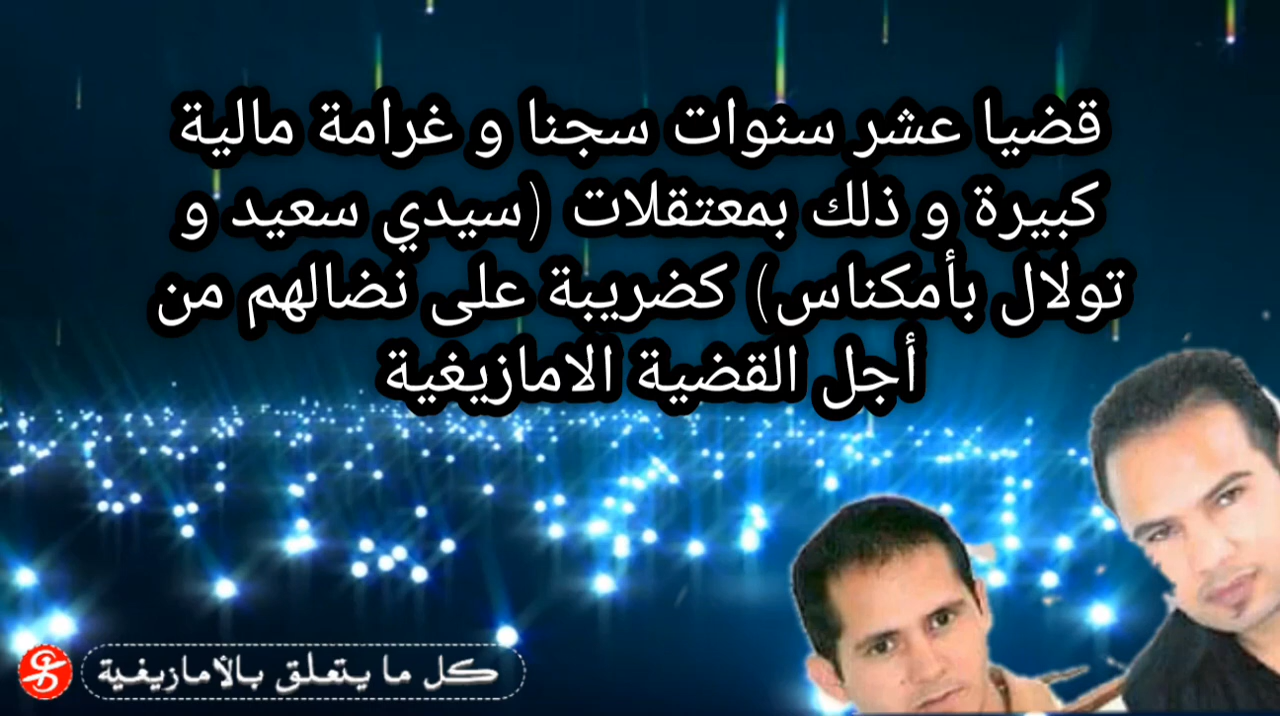 قضيا عشر سنوات سجنا و غرامة مالية
كبيرة و ذلك بمعتقلات (سيدي سعيد و
تولال بأمكناس) كضريبة على نضالهم من
أجل القضية الامازيغية
كل ما يتعلق بالأمازيغية